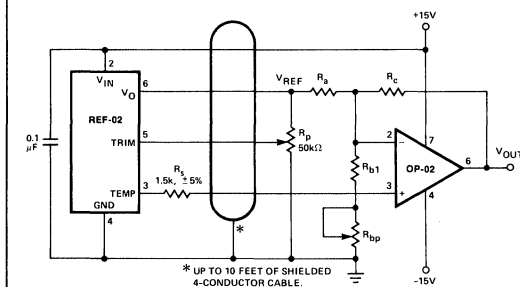 +15V
2
V_IN
6
V_O
REF-02
0.1 μF
TRIM
5
TEMP
3
GND
4
R_s
1.5k, ±5%
V_REF
R_a
R_c
R_p
50kΩ
R_b1
R_bp
2
−
7
OP-02
6
V_OUT
3
+
4
-15V
*
* UP TO 10 FEET OF SHIELDED
4-CONDUCTOR CABLE.